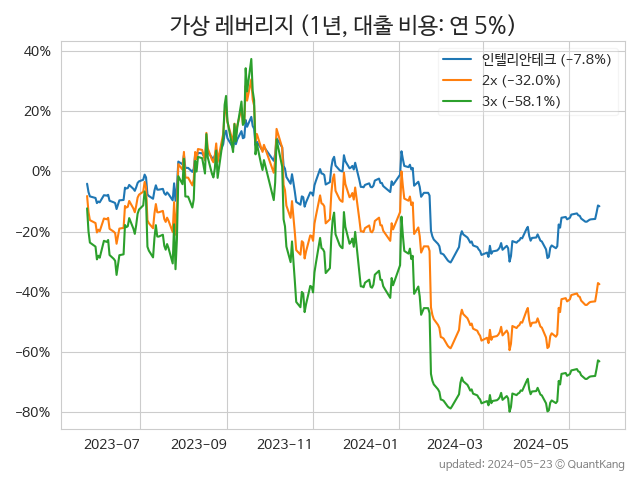 가상 레버리지 (1년, 대출 비용: 연 5%)
40%
20%
0%
−20%
−40%
−60%
−80%
인텔리안테크 (−7.8%)
2x (−32.0%)
3x (−58.1%)
2023-07
2023-09
2023-11
2024-01
2024-03
2024-05
updated: 2024-05-23 © QuantKang